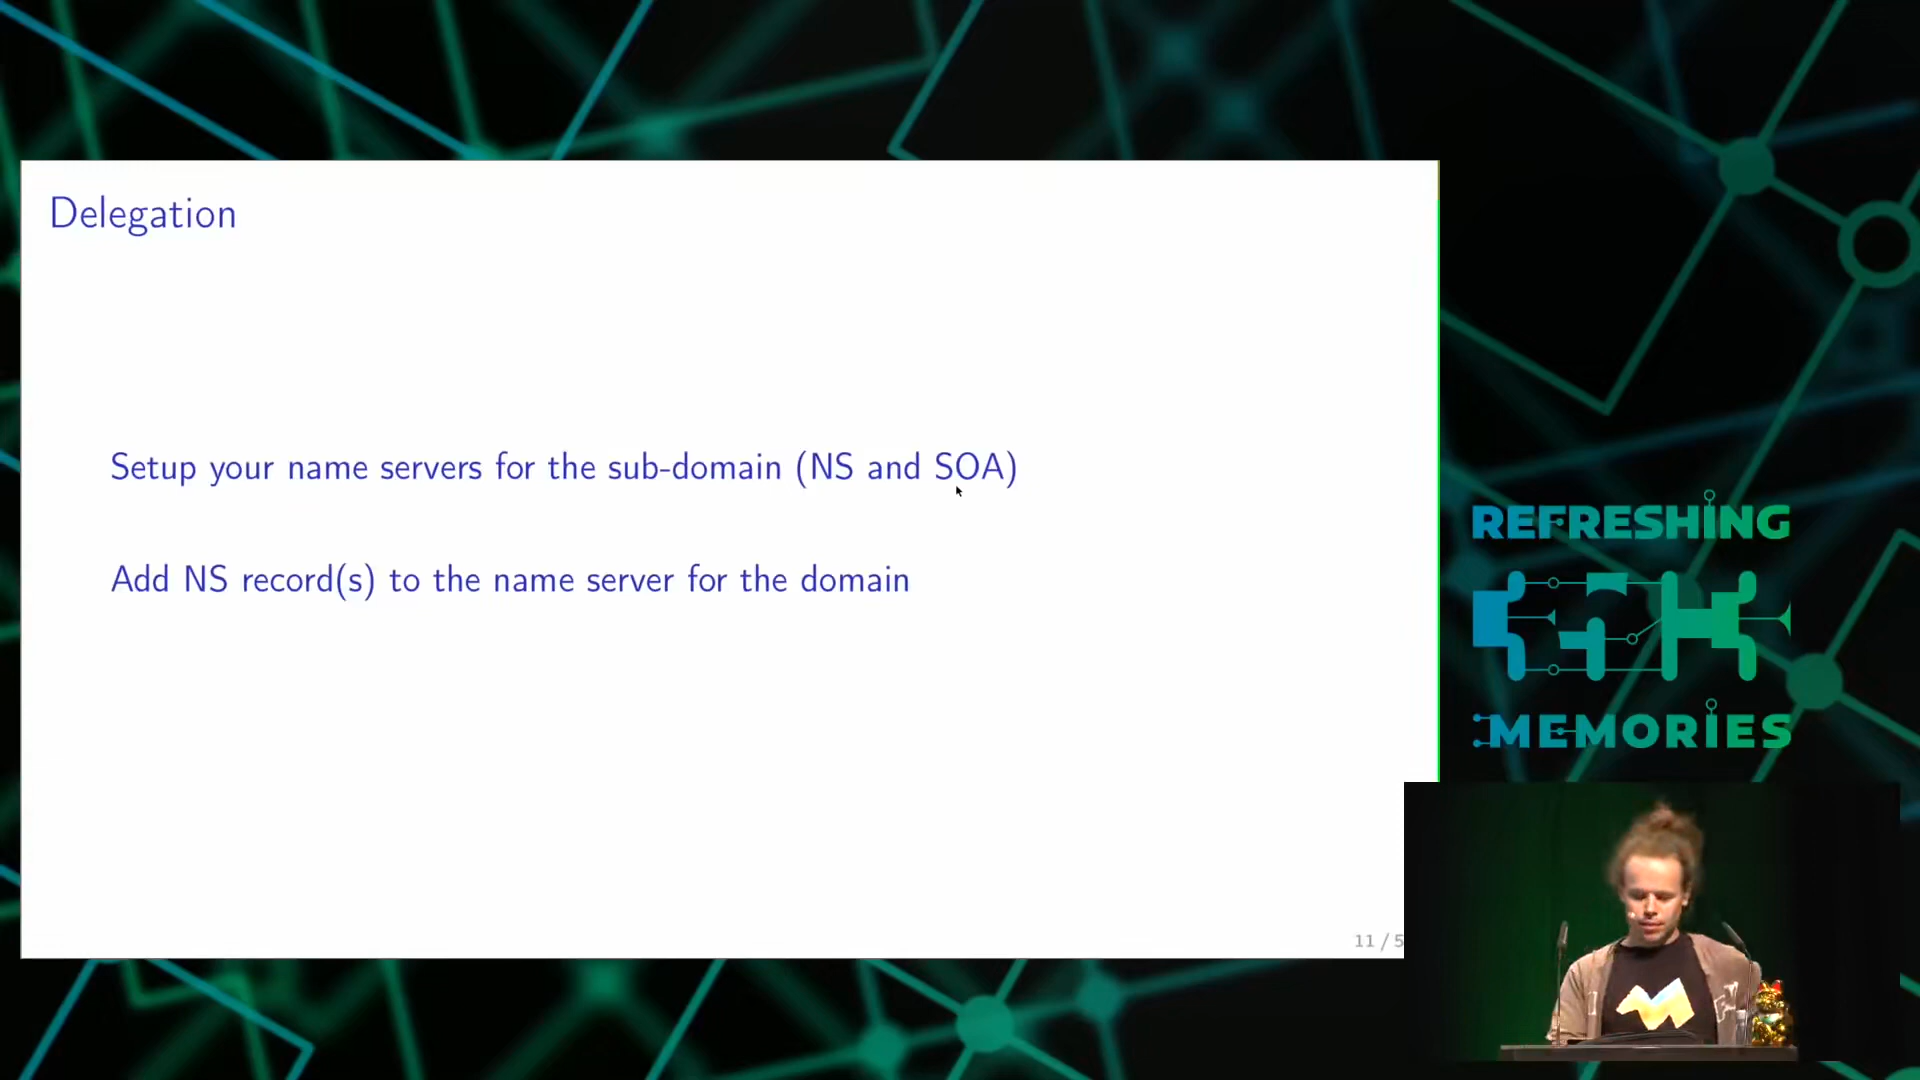 Delegation
Setup your name servers for the sub-domain (NS and SOA)
Add NS record(s) to the name server for the domain
11 / 5
REFRESHING
MEMORIES